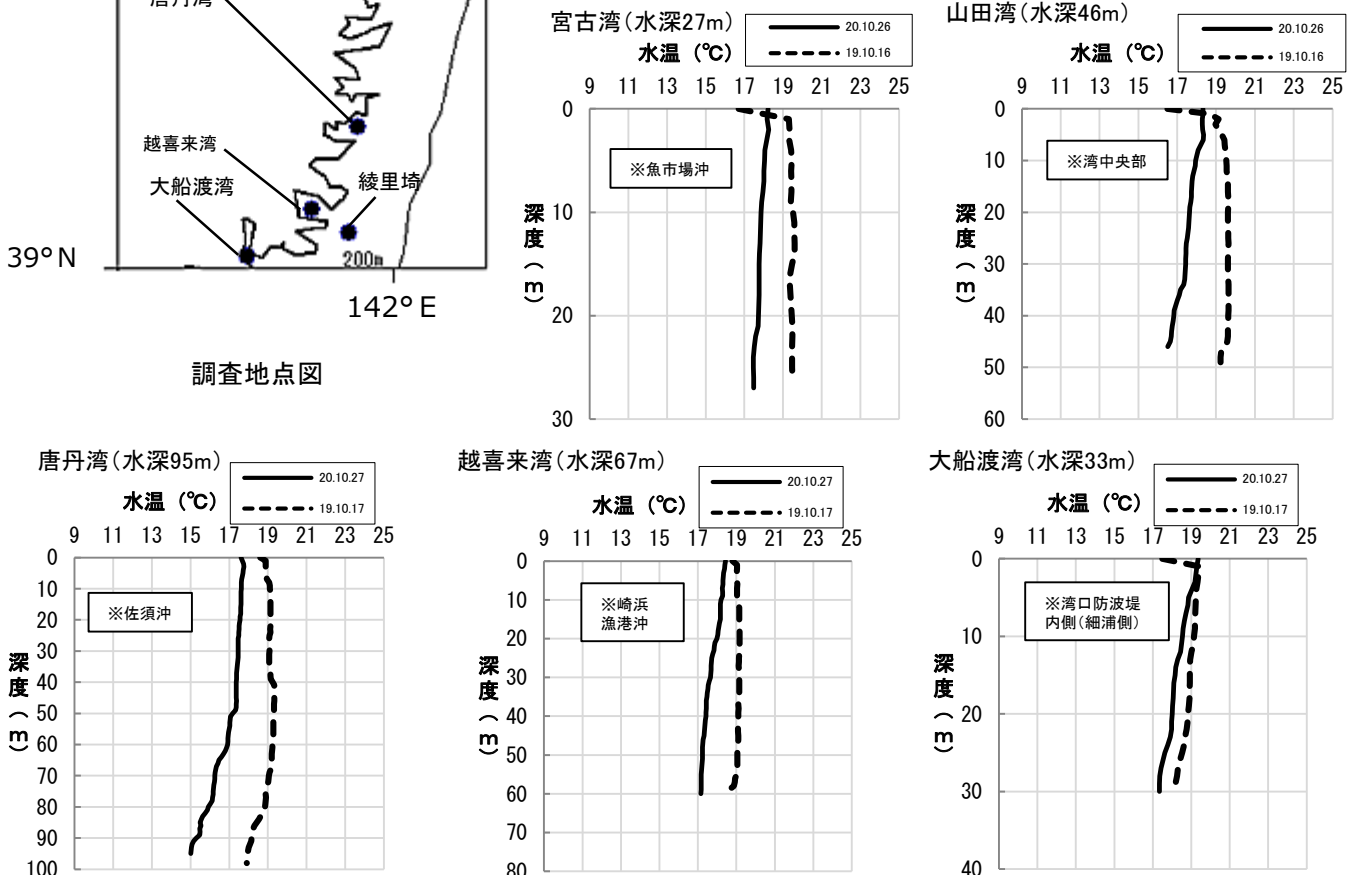 唐丹湾
越喜来湾
大船渡湾
綾里埼
200m
39°N
142°E
調査地点図
宮古湾(水深27m)
20.10.26
19.10.16
水温 (℃)
9 11 13 15 17 19 21 23 25
0
10
20
30
深度(m)
※魚市場沖
山田湾(水深46m)
20.10.26
19.10.16
水温 (℃)
9 11 13 15 17 19 21 23 25
0
10
20
30
40
50
60
深度(m)
※湾中央部
唐丹湾(水深95m)
20.10.27
19.10.17
水温 (℃)
5 7 9 11 13 15 17 19 21 23 25
0
10
20
30
40
50
60
70
80
90
100
深度(m)
※佐須沖
越喜来湾(水深67m)
20.10.27
19.10.17
水温 (℃)
9 11 13 15 17 19 21 23 25
0
10
20
30
40
50
60
70
80
深度(m)
※崎浜
漁港沖
大船渡湾(水深33m)
20.10.27
19.10.17
水温 (℃)
9 11 13 15 17 19 21 23 25
0
10
20
30
40
深度(m)
※湾口防波堤
内側(細浦側)